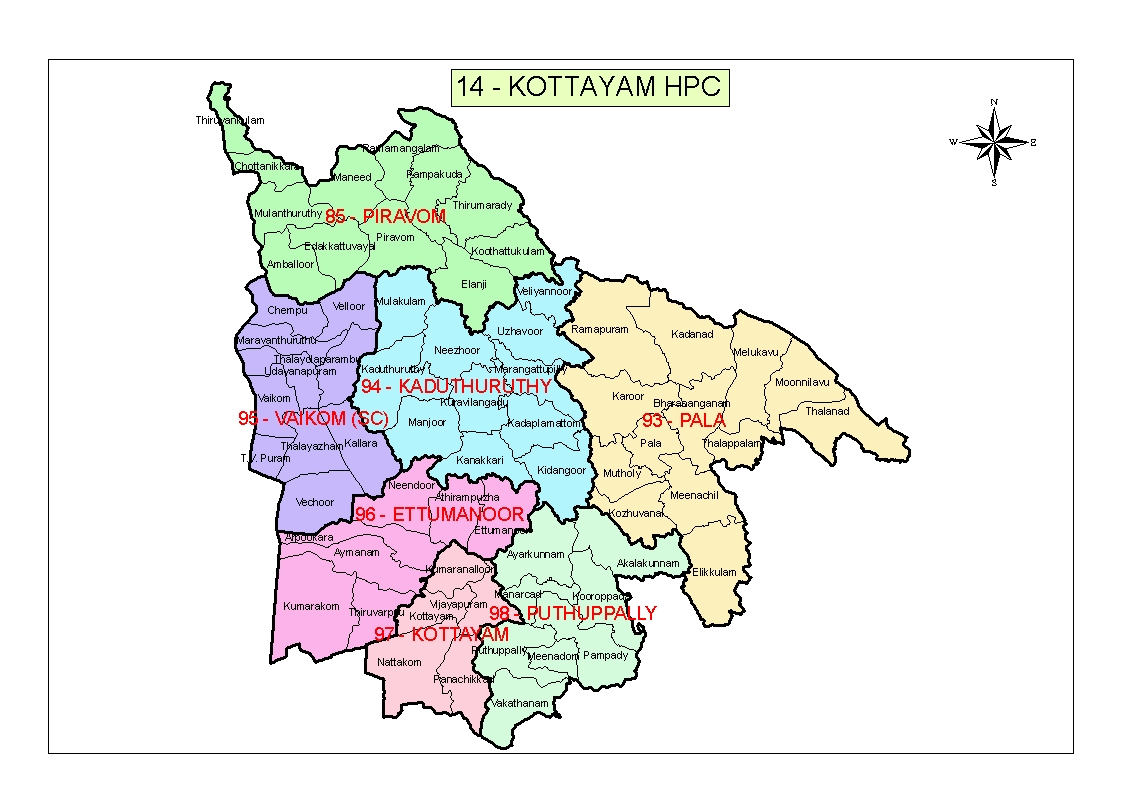 14 - KOTTAYAM HPC
N
W
E
S
Thiruvankulam
Chottanikkara
Ramamangalam
Maneed
Pampakuda
Thirumarady
Mulanthuruthy
85 - PIRAVOM
Edakkattuvayal
Piravom
Koothattukulam
Amballoor
Elanji
Veliyannoor
Chempu
Velloor
Mulakulam
Uzhavoor
Ramapuram
Kadanad
Maravanthuruthu
Neezhoor
Melukavu
Thalayolaparambu
Udayanapuram
Kaduthuruthy
Marangattupilly
Moonnilavu
94 - KADUTHURUTHY
Vaikom
Kuravilangadu
Karoor
Bharananganam
Thalanad
95 - VAIKOM (SC)
Manjoor
Kadaplamattom
93 - PALA
Thalayazham
Kallara
Pala
Thalappalam
T.V. Puram
Kanakkari
Kidangoor
Mutholy
Neendoor
Meenachil
Vechoor
Athirampuzha
96 - ETTUMANOOR
Kozhuvanal
Ettumanoor
Arpookara
Aymanam
Ayarkunnam
Akalakunnam
Kumaranalloor
Elikkulam
Manarcad
Kooroppada
Kumarakom
Thiruvarppu
Vijayapuram
Kottayam
98 - PUTHUPPALLY
97 - KOTTAYAM
Puthuppally
Meenadom
Pampady
Nattakom
Panachikkad
Vakathanam